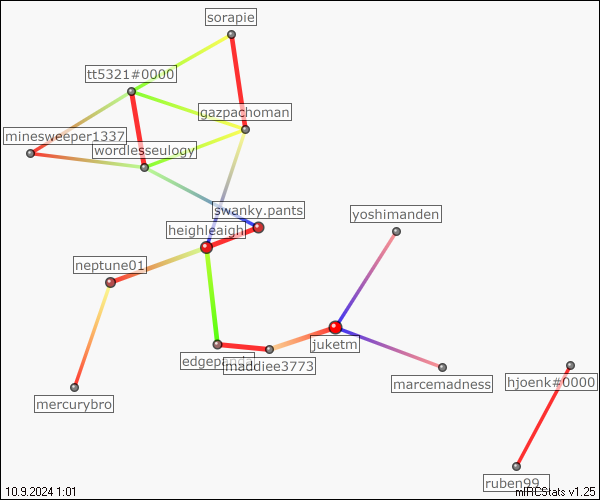 sorapie
tt5321#0000
gazpachoman
minesweeper1337
wordlesseulogy
swanky.pants
yoshimanden
heighleaigh
neptune01
juketm
edgepanda
maddiee3773
marcemadness
hjoenk#0000
mercurybro
ruben99_
10.9.2024 1:01
mIRCStats v1.25